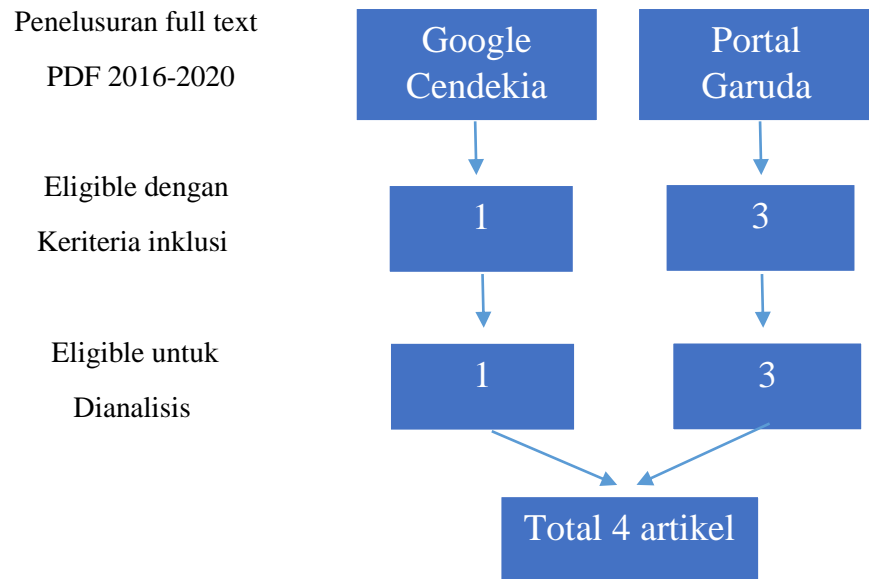 Penelusuran full text
PDF 2016-2020
Google
Cendekia
Portal
Garuda
Eligible dengan
Keriteria inklusi
1
3
Eligible untuk
Dianalisis
1
3
Total 4 artikel